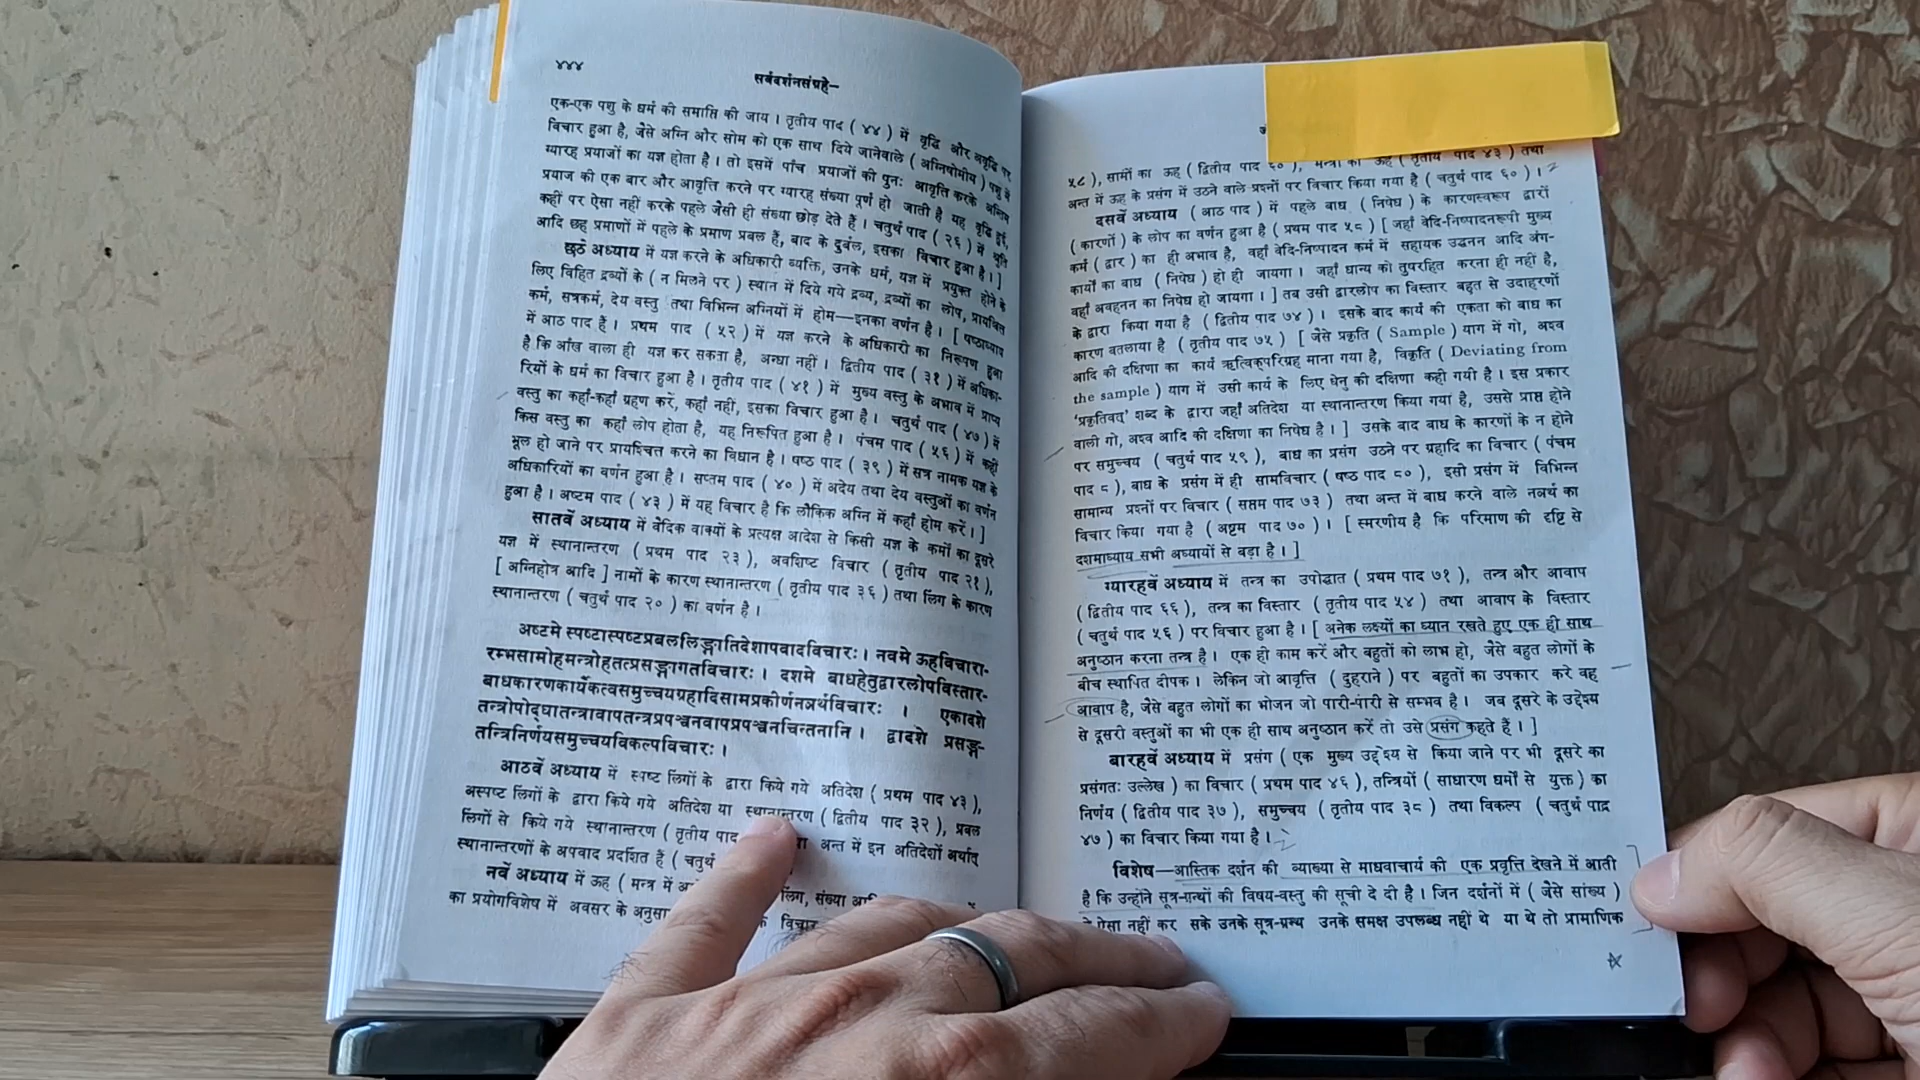 ४४४
सर्वदर्शनसंग्रहे—
एक-एक पशु के धर्म की समाप्ति की जाय । तृतीय पाद ( ४४ ) में वृद्धि और अवृद्धि पर
विचार हुआ है, जैसे अग्नि और सोम को एक साथ दिये जानेवाले ( अग्निषोमीय ) पशु में
ग्यारह प्रयाजों का यज्ञ होता है । तो इसमें पाँच प्रयाजों की पुनः आवृत्ति करके अन्तिम
प्रयाज की एक बार और आवृत्ति करने पर ग्यारह संख्या पूर्ण हो जाती है यह वृद्धि हुई,
कहीं पर ऐसा नहीं करके पहले जैसी ही संख्या छोड़ देते हैं । चतुर्थ पाद ( २६ ) में श्रुति
आदि छह प्रमाणों में पहले के प्रमाण प्रबल हैं, बाद के दुर्बल, इसका विचार हुआ है । ]
छठे अध्याय में यज्ञ करने के अधिकारी व्यक्ति, उनके धर्म, यज्ञ में प्रयुक्त होने के
लिए विहित द्रव्यों के ( न मिलने पर ) स्थान में दिये गये द्रव्य, द्रव्यों का लोप, प्रायश्चित्त
कर्म, सत्रकर्म, देय वस्तु तथा विभिन्न अग्नियों में होम—इनका वर्णन है । [ षष्ठाध्याय
में आठ पाद हैं । प्रथम पाद ( ५२ ) में यज्ञ करने के अधिकारी का निरूपण हुआ
है कि आँख वाला ही यज्ञ कर सकता है, अन्धा नहीं । द्वितीय पाद ( ३१ ) में अधिका-
रियों के धर्म का विचार हुआ है । तृतीय पाद ( ४१ ) में मुख्य वस्तु के अभाव में प्राप्य
वस्तु का कहाँ-कहाँ ग्रहण करें, कहाँ नहीं, इसका विचार हुआ है । चतुर्थ पाद ( ४७ ) में
किस वस्तु का कहाँ लोप होता है, यह निरूपित हुआ है । पंचम पाद ( ५६ ) में कहीं
भूल हो जाने पर प्रायश्चित्त करने का विधान है । षष्ठ पाद ( ३९ ) में सत्र नामक यज्ञ के
अधिकारियों का वर्णन हुआ है । सप्तम पाद ( ४० ) में अदेय तथा देय वस्तुओं का वर्णन
हुआ है । अष्टम पाद ( ४३ ) में यह विचार है कि लौकिक अग्नि में कहाँ होम करें । ]
सातवें अध्याय में वैदिक वाक्यों के प्रत्यक्ष आदेश से किसी यज्ञ के कर्मों का दूसरे
यज्ञ में स्थानान्तरण ( प्रथम पाद २३ ), अवशिष्ट विचार ( तृतीय पाद २१ ),
[ अग्निहोत्र आदि ] नामों के कारण स्थानान्तरण ( तृतीय पाद ३६ ) तथा लिंग के कारण
स्थानान्तरण ( चतुर्थ पाद २० ) का वर्णन है ।
अष्टमे स्पष्टास्पष्टप्रबललिङ्गातिदेशापवादविचारः । नवमे ऊहविचारा-
रम्भसामोहमन्त्रोहतत्प्रसङ्गागतविचारः । दशमे बाधहेतुद्वारलोपविस्तार-
बाधकारणकार्यैकत्वसमुच्चयग्रहादिसामप्रकीर्णनञर्थविचारः । एकादशे
तन्त्रोपोद्घातन्त्रावापतन्त्रप्रपञ्चनवापप्रपञ्चनचिन्तनानि । द्वादशे प्रसङ्ग-
तन्त्रिनिर्णयसमुच्चयविकल्पविचारः ।
आठवें अध्याय में स्पष्ट लिंगों के द्वारा किये गये अतिदेश ( प्रथम पाद ४३ ),
अस्पष्ट लिंगों के द्वारा किये गये अतिदेश या स्थानान्तरण ( द्वितीय पाद ३२ ), प्रबल
लिंगों से किये गये स्थानान्तरण ( तृतीय पाद अन्त में इन अतिदेशों अर्थात्
स्थानान्तरणों के अपवाद प्रदर्शित हैं ( चतुर्थ
नवें अध्याय में ऊह ( मन्त्र में लिंग, संख्या
का प्रयोगविशेष में अवसर के अनुसार के विचार
५८ ), सामों का ऊह ( द्वितीय पाद ६० ), मन्त्रों का ऊह ( तृतीय पाद ४३ ) तथा
अन्त में ऊह के प्रसंग में उठने वाले प्रश्नों पर विचार किया गया है ( चतुर्थ पाद ६० ) ।
दसवें अध्याय ( आठ पाद ) में पहले बाध ( निषेध ) के कारणस्वरूप द्वारों
( कारणों ) के लोप का वर्णन हुआ है ( प्रथम पाद ५८ ) [ जहाँ वेदि-निष्पादनरूपी मुख्य
कर्म ( द्वार ) का ही अभाव है, वहाँ वेदि-निष्पादन कर्म में सहायक उद्धनन आदि अंग-
कार्यों का बाध ( निषेध ) हो ही जायगा । जहाँ धान्य को तुषरहित करना ही नहीं है,
वहाँ अवहनन का निषेध हो जायगा । ] तब उसी द्वारलोप का विस्तार बहुत से उदाहरणों
के द्वारा किया गया है ( द्वितीय पाद ७४ ) । इसके बाद कार्य की एकता को बाध का
कारण बतलाया है ( तृतीय पाद ७५ ) [ जैसे प्रकृति ( Sample ) याग में गो, अश्व
आदि की दक्षिणा का कार्य ऋत्विक्परिग्रह माना गया है, विकृति ( Deviating from
the sample ) याग में उसी कार्य के लिए धेनु की दक्षिणा कही गयी है । इस प्रकार
'प्रकृतिवत्' शब्द के द्वारा जहाँ अतिदेश या स्थानान्तरण किया गया है, उससे प्राप्त होने
वाली गो, अश्व आदि की दक्षिणा का निषेध है । ] उसके बाद बाध के कारणों के न होने
पर समुच्चय ( चतुर्थ पाद ५९ ), बाध का प्रसंग उठने पर ग्रहादि का विचार ( पंचम
पाद ८ ), बाध के प्रसंग में ही सामविचार ( षष्ठ पाद ८० ), इसी प्रसंग में विभिन्न
सामान्य प्रश्नों पर विचार ( सप्तम पाद ७३ ) तथा अन्त में बाध करने वाले नञर्थ का
विचार किया गया है ( अष्टम पाद ७० ) । [ स्मरणीय है कि परिमाण की दृष्टि से
दशमाध्याय सभी अध्यायों से बड़ा है । ]
ग्यारहवें अध्याय में तन्त्र का उपोद्घात ( प्रथम पाद ७१ ), तन्त्र और आवाप
( द्वितीय पाद ६६ ), तन्त्र का विस्तार ( तृतीय पाद ५४ ) तथा आवाप के विस्तार
( चतुर्थ पाद ५६ ) पर विचार हुआ है । [ अनेक लक्ष्यों का ध्यान रखते हुए एक ही साथ
अनुष्ठान करना तन्त्र है । एक ही काम करें और बहुतों को लाभ हो, जैसे बहुत लोगों के
बीच स्थापित दीपक । लेकिन जो आवृत्ति ( दुहराने ) पर बहुतों का उपकार करे वह
आवाप है, जैसे बहुत लोगों का भोजन जो पारी-पारी से सम्भव है । जब दूसरे के उद्देश्य
से दूसरी वस्तुओं का भी एक ही साथ अनुष्ठान करें तो उसे प्रसंग कहते हैं । ]
बारहवें अध्याय में प्रसंग ( एक मुख्य उद्देश्य से किया जाने पर भी दूसरे का
प्रसंगतः उल्लेख ) का विचार ( प्रथम पाद ४६ ), तन्त्रियों ( साधारण धर्मों से युक्त ) का
निर्णय ( द्वितीय पाद ३७ ), समुच्चय ( तृतीय पाद ३८ ) तथा विकल्प ( चतुर्थ पाद
४७ ) का विचार किया गया है ।
विशेष—आस्तिक दर्शन की व्याख्या से माधवाचार्य की एक प्रवृत्ति देखने में आती
है कि उन्होंने सूत्र-ग्रन्थों की विषय-वस्तु की सूची दे दी है । जिन दर्शनों में ( जैसे सांख्य )
ऐसा नहीं कर सके उनके सूत्र-ग्रन्थ उनके समक्ष उपलब्ध नहीं थे या थे तो प्रामाणिक